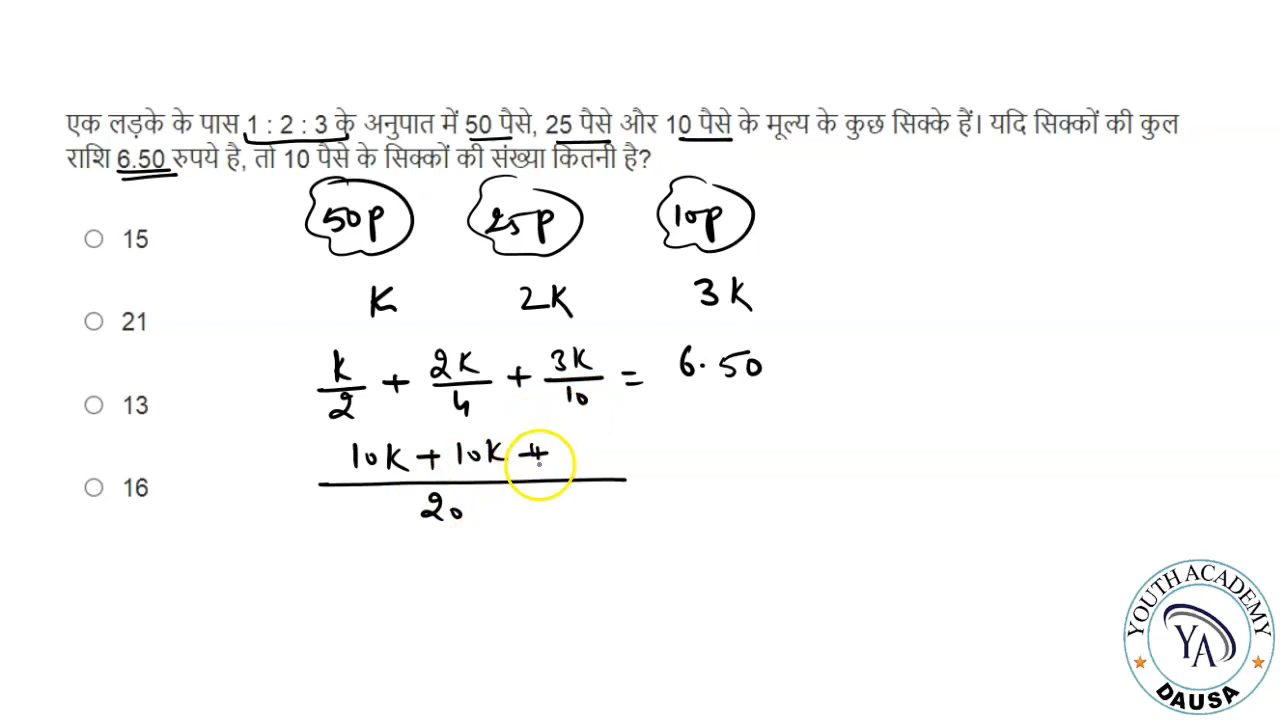 एक लड़के के पास 1 : 2 : 3 के अनुपात में 50 पैसे, 25 पैसे और 10 पैसे के मूल्य के कुछ सिक्के हैं। यदि सिक्कों की कुल
राशि 6.50 रुपये है, तो 10 पैसे के सिक्कों की संख्या कितनी है?
50p 25p 10p
15
K 2K 3K
21
K/2 + 2K/4 + 3K/10 = 6.50
13
10K + 10K +
16
20
YOUTH ACADEMY
YA
DAUSA